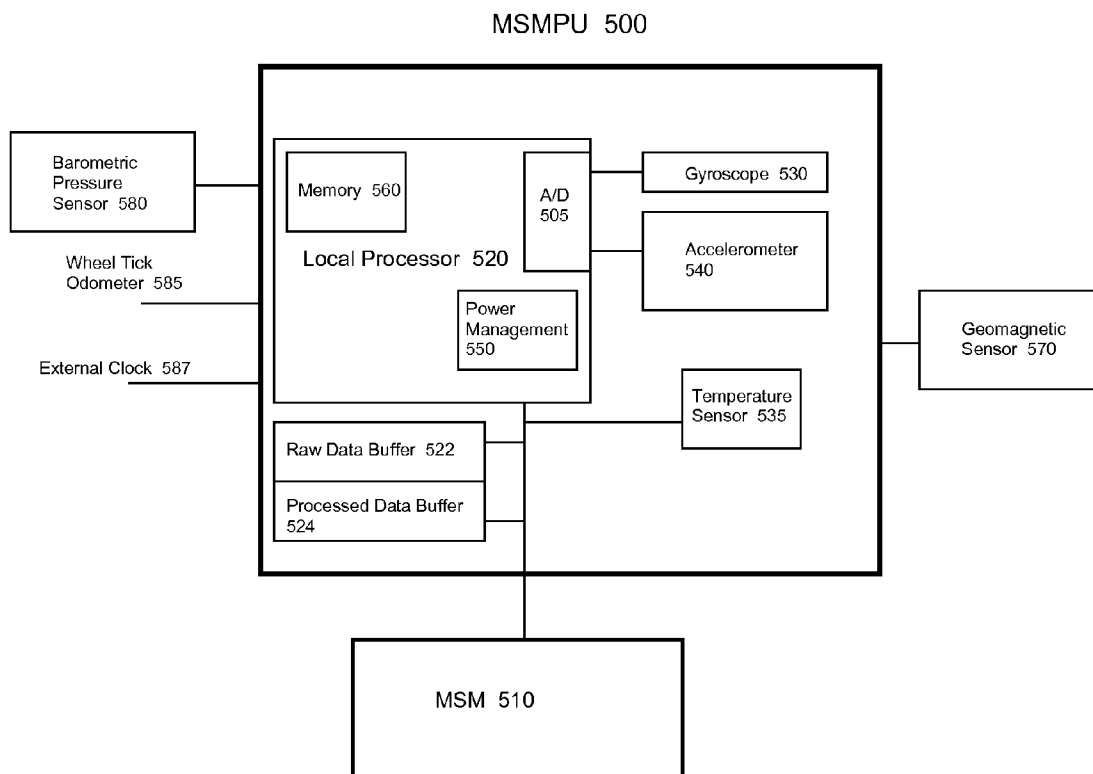 MSMPU 500
Barometric
Pressure
Sensor 580
Wheel Tick
Odometer 585
External Clock 587
Memory 560
A/D
505
Local Processor 520
Power
Management
550
Gyroscope 530
Accelerometer
540
Geomagnetic
Sensor 570
Temperature
Sensor 535
Raw Data Buffer 522
Processed Data Buffer
524
MSM 510